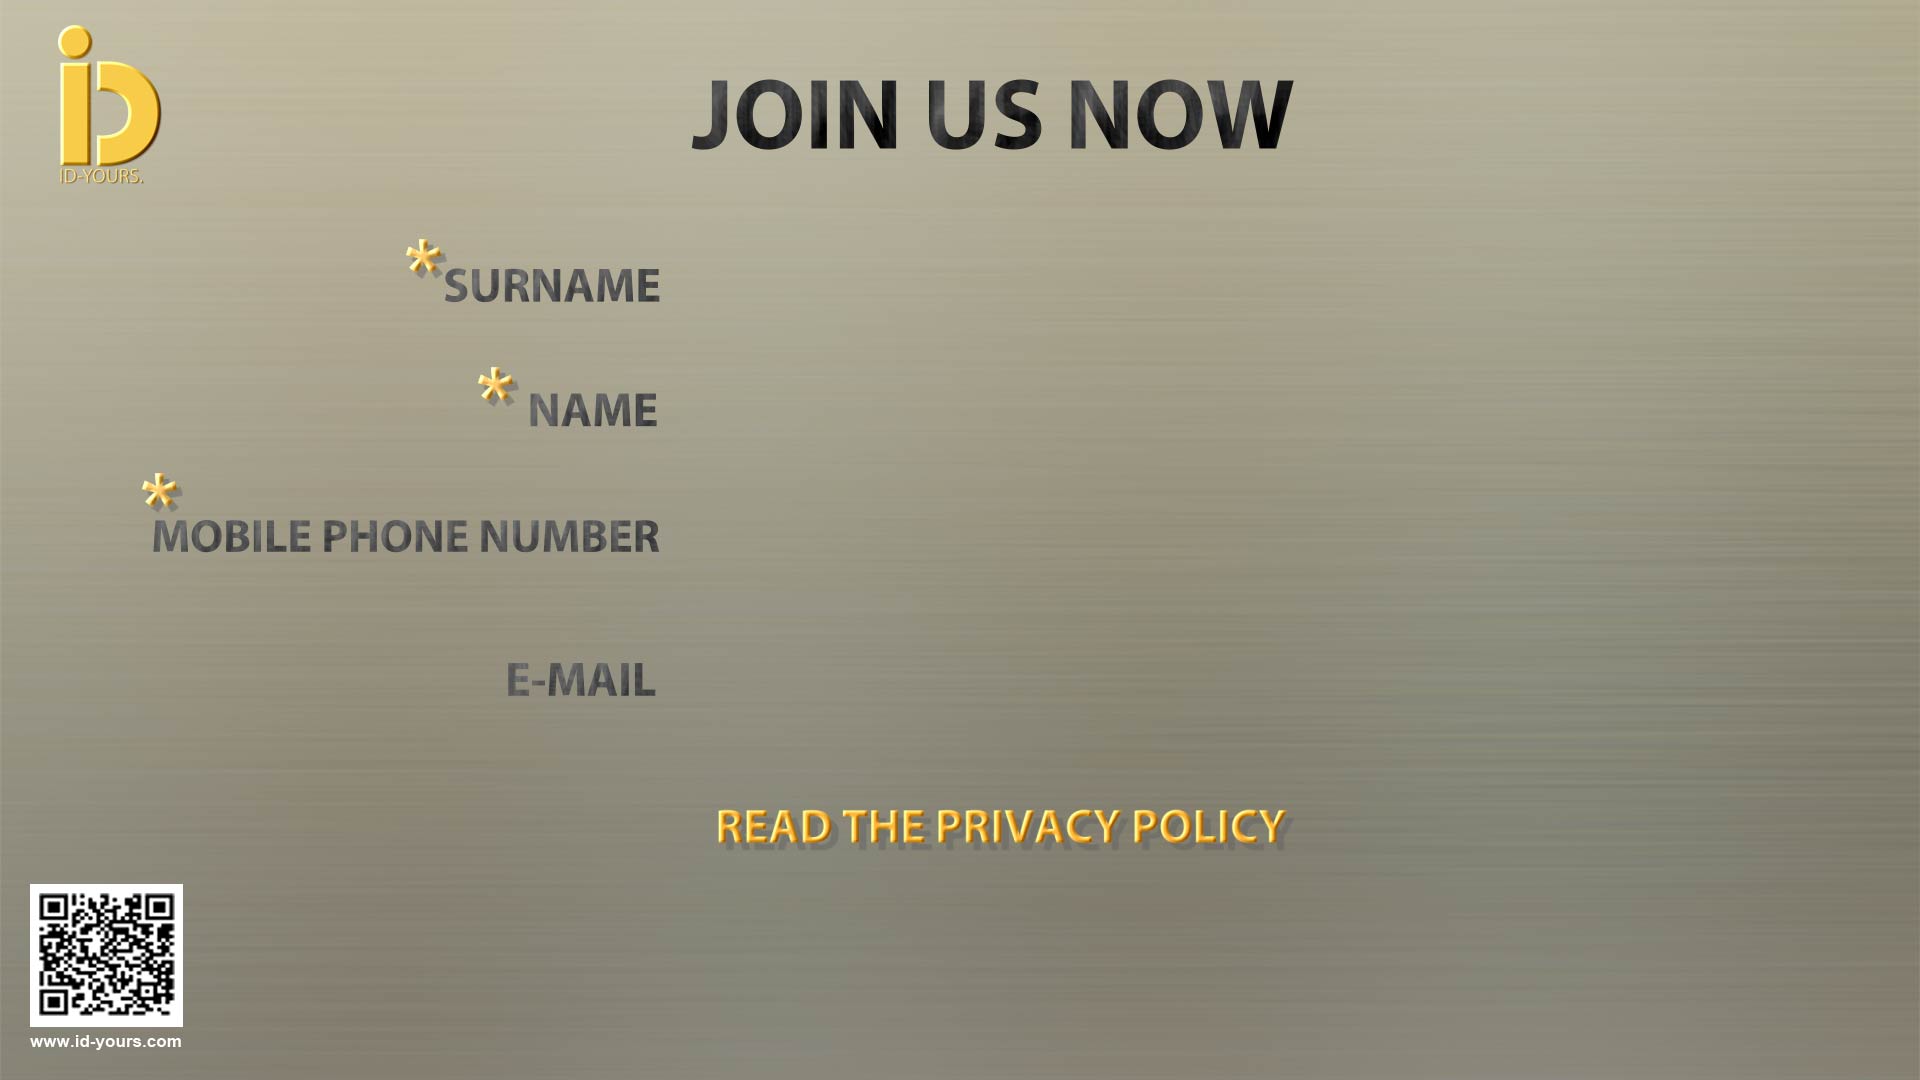 iD
ID-YOURS.
JOIN US NOW
*SURNAME
* NAME
*MOBILE PHONE NUMBER
E-MAIL
READ THE PRIVACY POLICY
www.id-yours.com